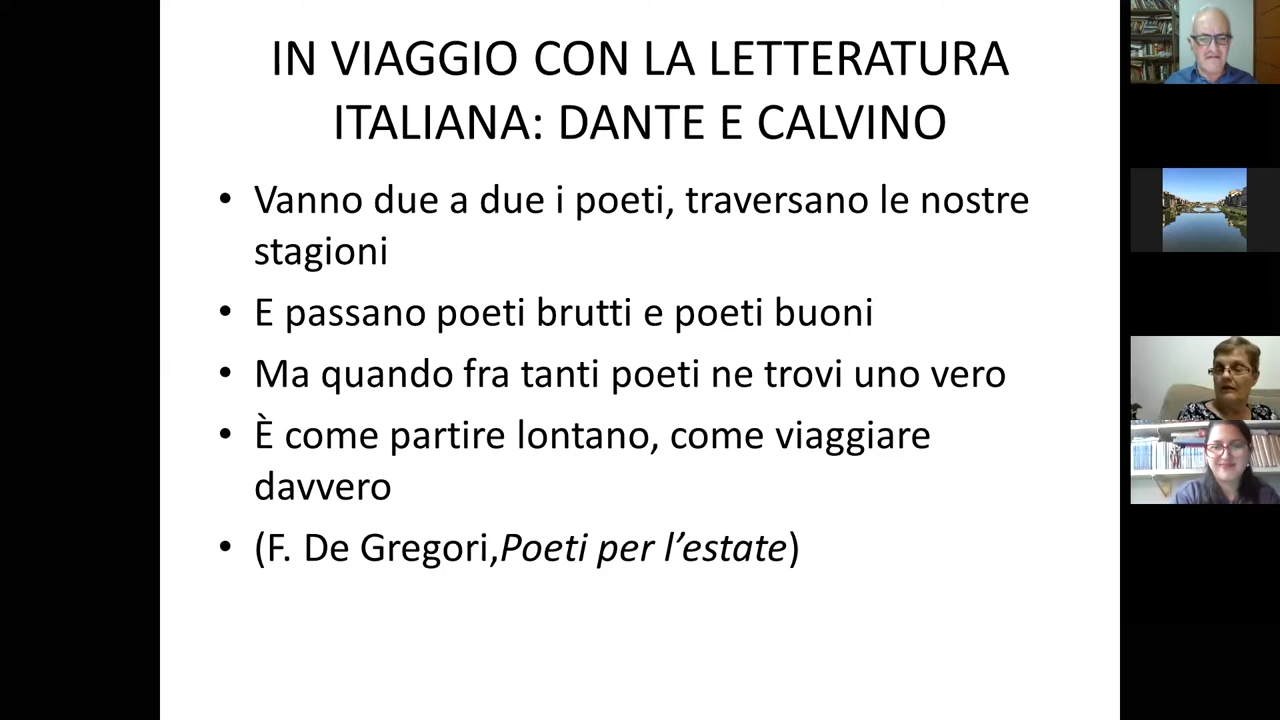 IN VIAGGIO CON LA LETTERATURA
ITALIANA: DANTE E CALVINO
• Vanno due a due i poeti, traversano le nostre
stagioni
• E passano poeti brutti e poeti buoni
• Ma quando fra tanti poeti ne trovi uno vero
• È come partire lontano, come viaggiare
davvero
• (F. De Gregori,Poeti per l’estate)